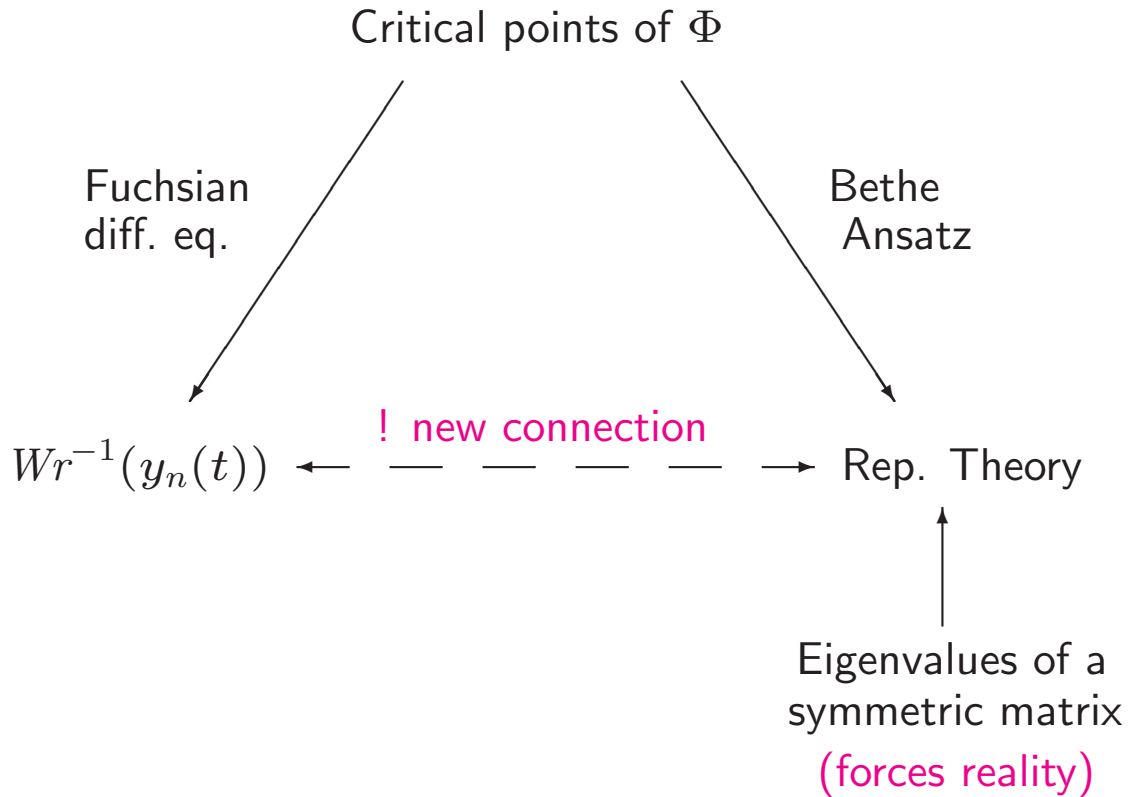 Critical points of Φ
Fuchsian
diff. eq.
Bethe
Ansatz
! new connection
Wr⁻¹(yₙ(t))
Rep. Theory
Eigenvalues of a
symmetric matrix
(forces reality)